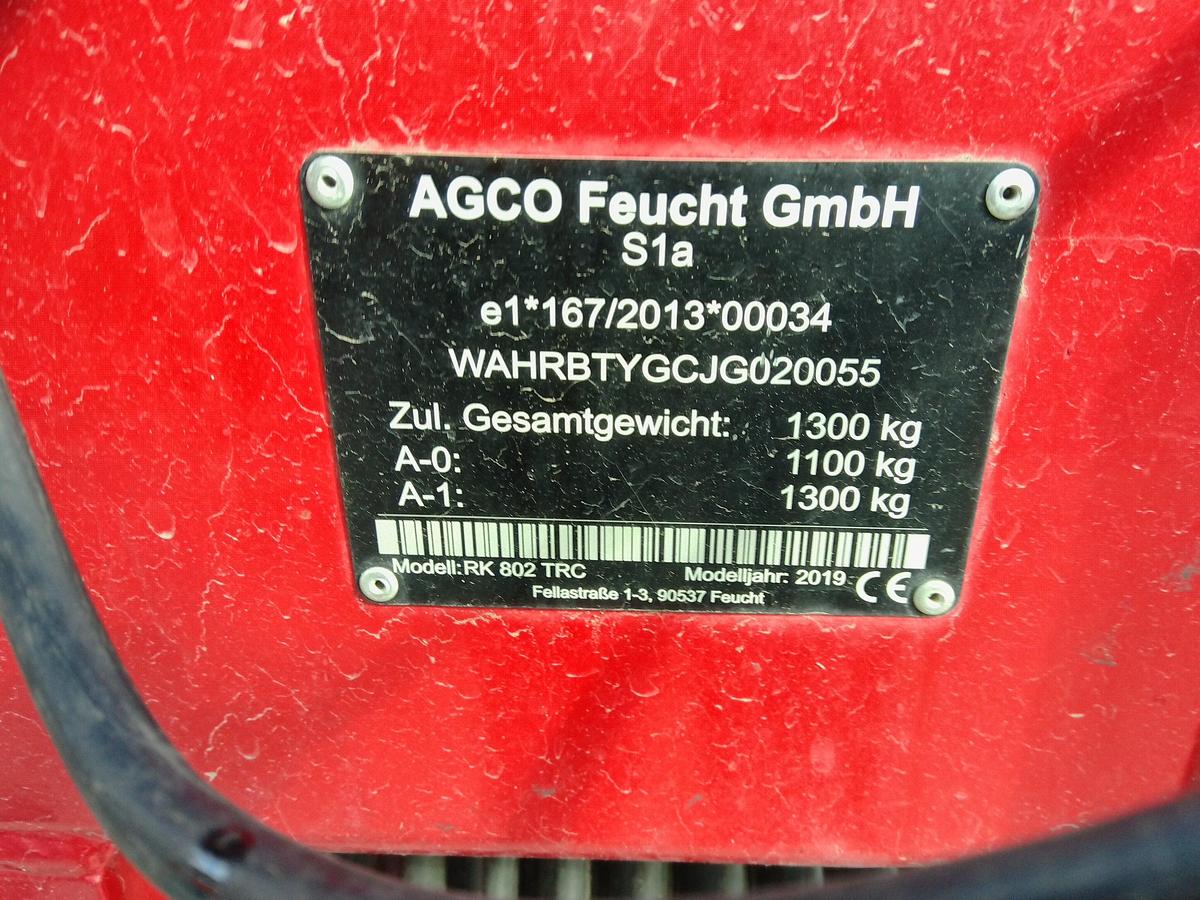 AGCO Feucht GmbH
S1a
e1*167/2013*00034
WAHRBTYGCJG020055
Zul. Gesamtgewicht: 1300 kg
A-0: 1100 kg
A-1: 1300 kg
Modell: RK 802 TRC Modelljahr: 2019 CE
Fellastraße 1-3, 90537 Feucht